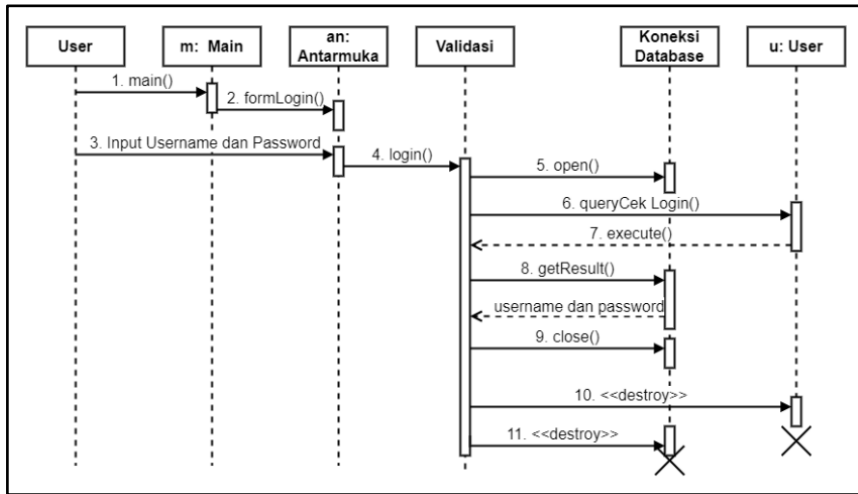 User
m: Main
an:
Antarmuka
Validasi
Koneksi
Database
u: User
1. main()
2. formLogin()
3. Input Username dan Password
4. login()
5. open()
6. queryCek Login()
7. execute()
8. getResult()
username dan password
9. close()
10. <<destroy>>
11. <<destroy>>